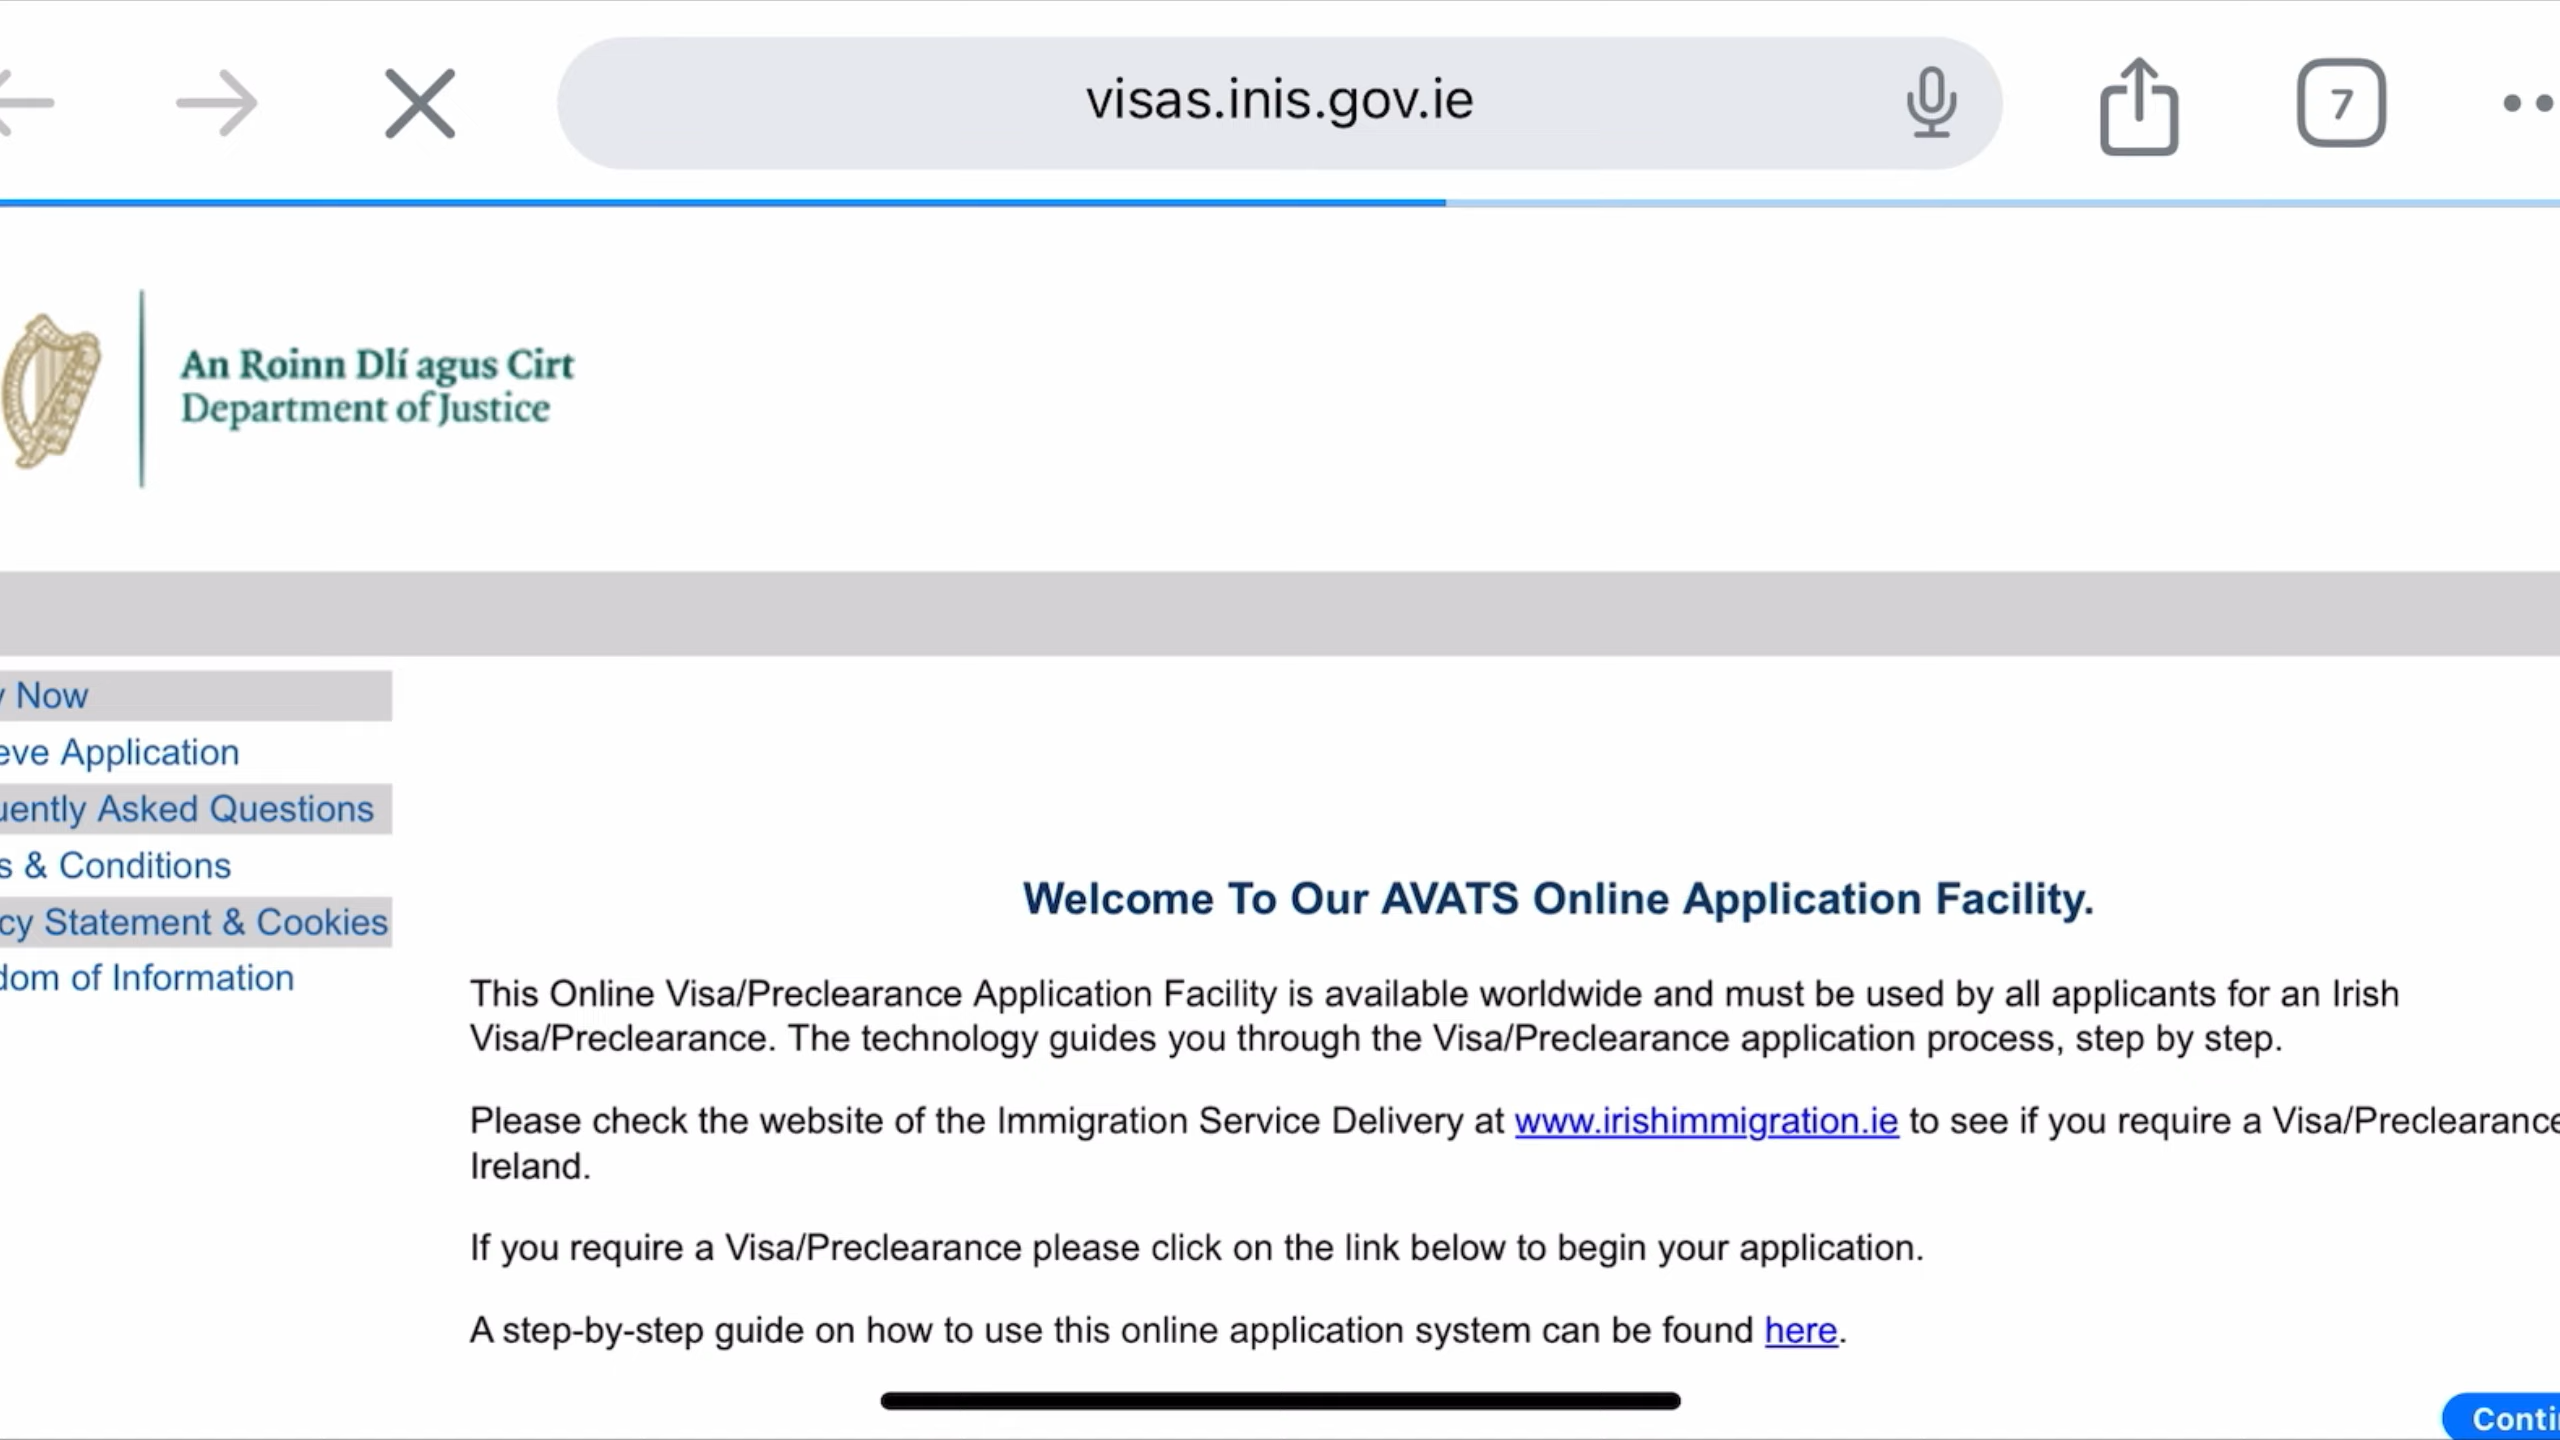 visas.inis.gov.ie
7
An Roinn Dlí agus Cirt
Department of Justice
Now
Application
Asked Questions
& Conditions
Statement & Cookies
of Information
Welcome To Our AVATS Online Application Facility.
This Online Visa/Preclearance Application Facility is available worldwide and must be used by all applicants for an Irish
Visa/Preclearance. The technology guides you through the Visa/Preclearance application process, step by step.
Please check the website of the Immigration Service Delivery at www.irishimmigration.ie to see if you require a Visa/Preclearance
Ireland.
If you require a Visa/Preclearance please click on the link below to begin your application.
A step-by-step guide on how to use this online application system can be found here.